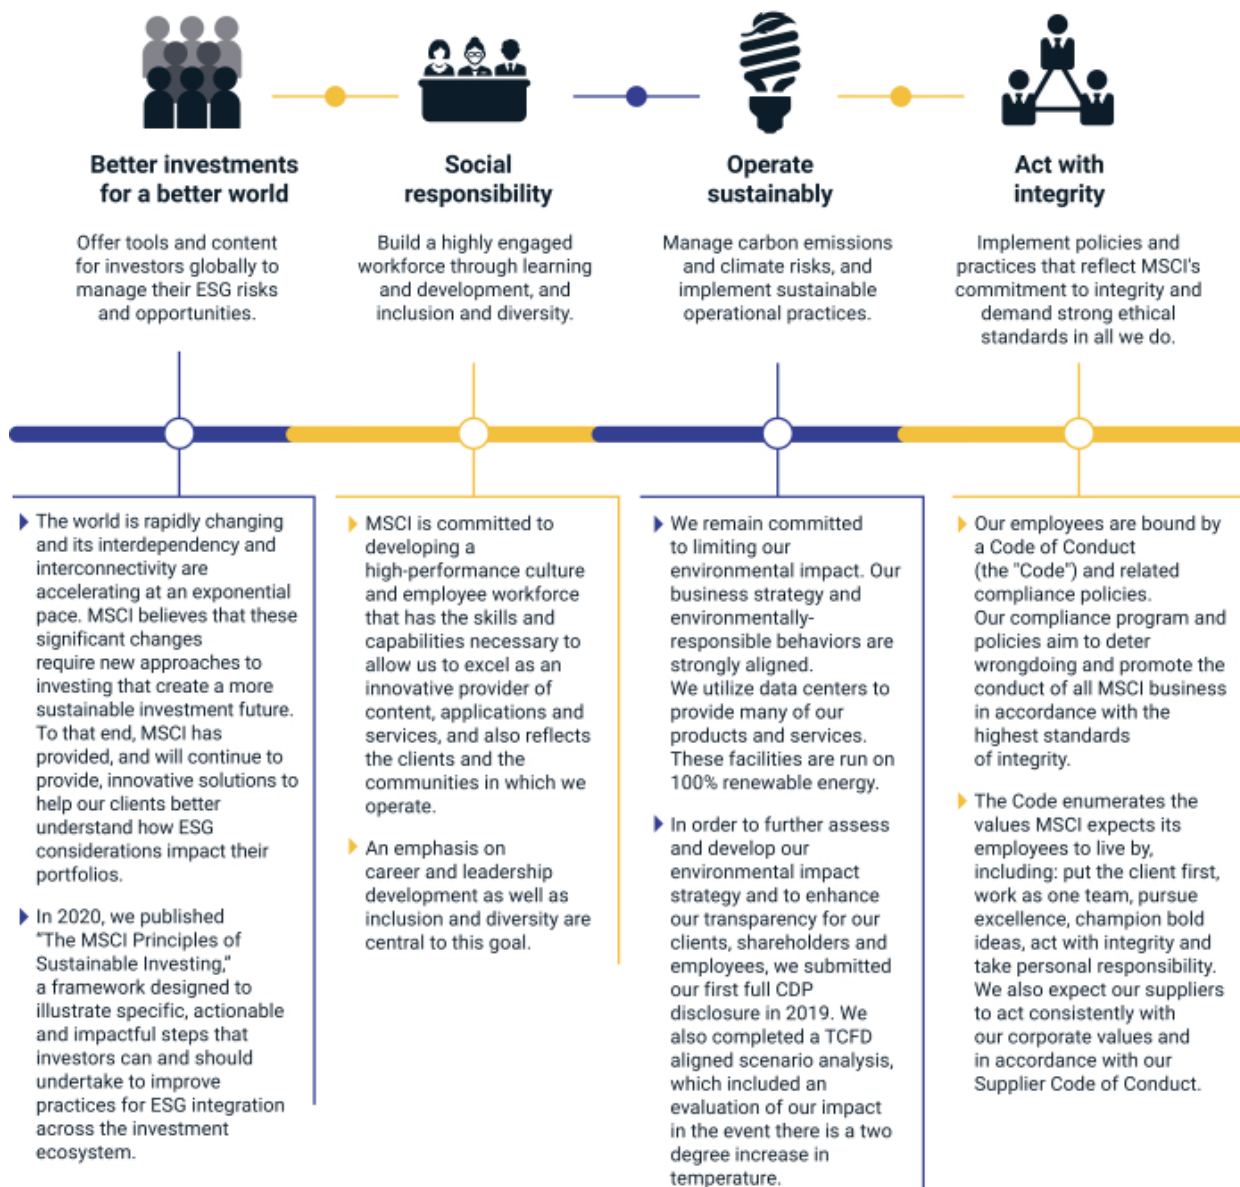 Better investments
for a better world
Offer tools and content
for investors globally to
manage their ESG risks
and opportunities.
Social
responsibility
Build a highly engaged
workforce through learning
and development, and
inclusion and diversity.
Operate
sustainably
Manage carbon emissions
and climate risks, and
implement sustainable
operational practices.
Act with
integrity
Implement policies and
practices that reflect MSCI's
commitment to integrity and
demand strong ethical
standards in all we do.
The world is rapidly changing
and its interdependency and
interconnectivity are
accelerating at an exponential
pace. MSCI believes that these
significant changes
require new approaches to
investing that create a more
sustainable investment future.
To that end, MSCI has
provided, and will continue to
provide, innovative solutions to
help our clients better
understand how ESG
considerations impact their
portfolios.
In 2020, we published
“The MSCI Principles of
Sustainable Investing,”
a framework designed to
illustrate specific, actionable
and impactful steps that
investors can and should
undertake to improve
practices for ESG integration
across the investment
ecosystem.
MSCI is committed to
developing a
high-performance culture
and employee workforce
that has the skills and
capabilities necessary to
allow us to excel as an
innovative provider of
content, applications and
services, and also reflects
the clients and the
communities in which we
operate.
An emphasis on
career and leadership
development as well as
inclusion and diversity are
central to this goal.
We remain committed
to limiting our
environmental impact. Our
business strategy and
environmentally-
responsible behaviors are
strongly aligned.
We utilize data centers to
provide many of our
products and services.
These facilities are run on
100% renewable energy.
In order to further assess
and develop our
environmental impact
strategy and to enhance
our transparency for our
clients, shareholders and
employees, we submitted
our first full CDP
disclosure in 2019. We
also completed a TCFD
aligned scenario analysis,
which included an
evaluation of our impact
in the event there is a two
degree increase in
temperature.
Our employees are bound by
a Code of Conduct
(the "Code") and related
compliance policies.
Our compliance program and
policies aim to deter
wrongdoing and promote the
conduct of all MSCI business
in accordance with the
highest standards
of integrity.
The Code enumerates the
values MSCI expects its
employees to live by,
including: put the client first,
work as one team, pursue
excellence, champion bold
ideas, act with integrity and
take personal responsibility.
We also expect our suppliers
to act consistently with
our corporate values and
in accordance with our
Supplier Code of Conduct.